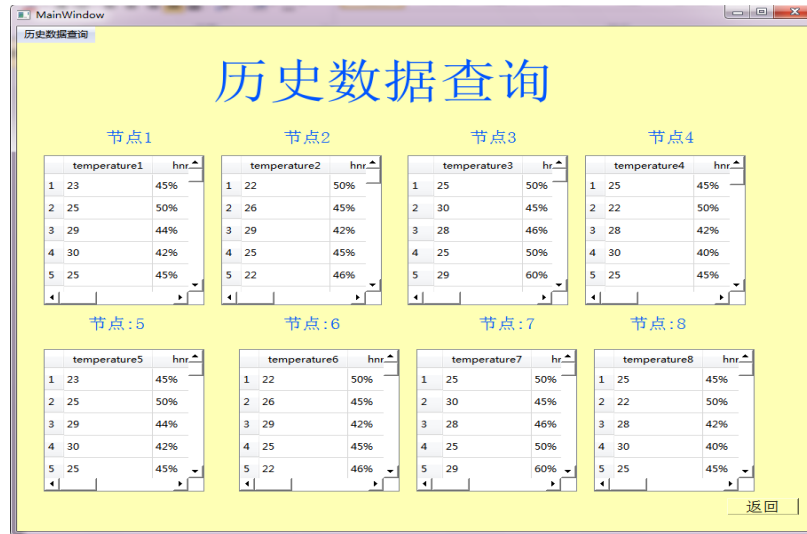 MainWindow
历史数据查询
历史数据查询
节点1 节点2 节点3 节点4
temperature1 hnr temperature2 hnr temperature3 hr temperature4 hnr
1 23 45% 1 22 50% 1 25 50% 1 25 45%
2 25 50% 2 26 45% 2 30 45% 2 22 50%
3 29 44% 3 29 42% 3 28 46% 3 28 42%
4 30 42% 4 25 45% 4 25 50% 4 30 40%
5 25 45% 5 22 46% 5 29 60% 5 25 45%
节点:5 节点:6 节点:7 节点:8
temperature5 hnr temperature6 hnr temperature7 hr temperature8 hnr
1 23 45% 1 22 50% 1 25 50% 1 25 45%
2 25 50% 2 26 45% 2 30 45% 2 22 50%
3 29 44% 3 29 42% 3 28 46% 3 28 42%
4 30 42% 4 25 45% 4 25 50% 4 30 40%
5 25 45% 5 22 46% 5 29 60% 5 25 45%
返回